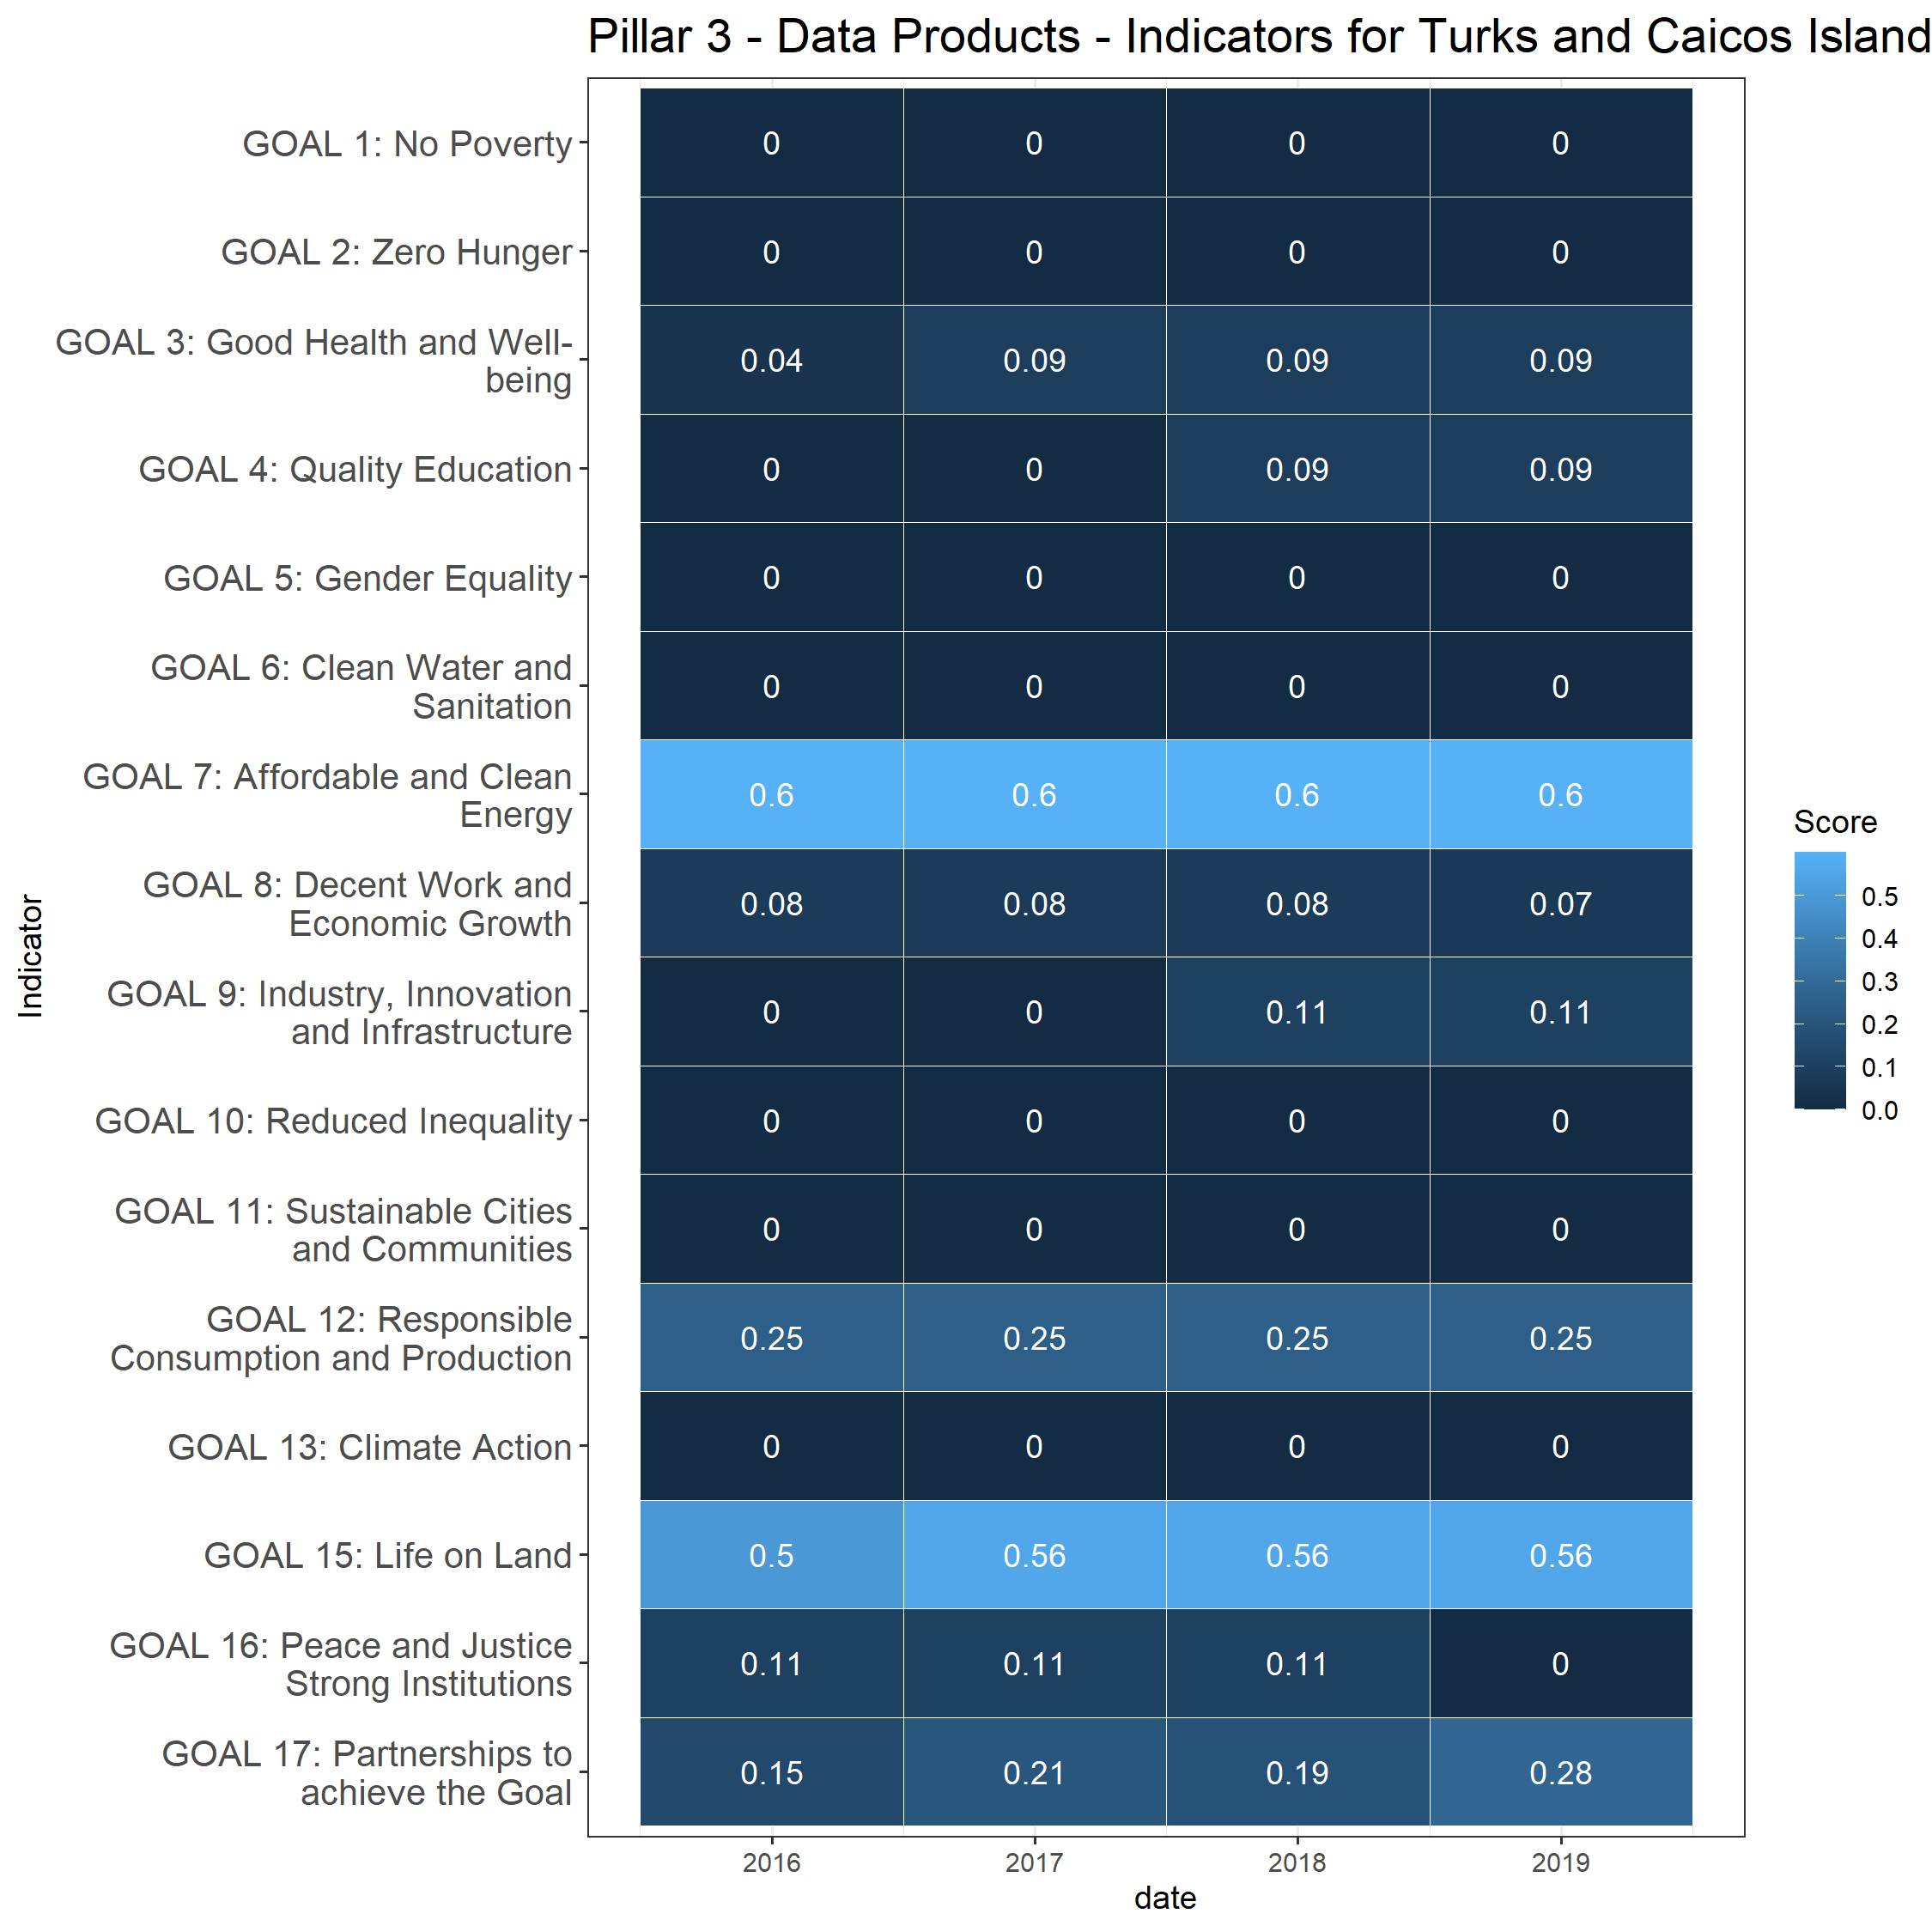 Pillar 3 - Data Products - Indicators for Turks and Caicos Island
GOAL 1: No Poverty
0 0 0 0
GOAL 2: Zero Hunger
0 0 0 0
GOAL 3: Good Health and Well-
being
0.04 0.09 0.09 0.09
GOAL 4: Quality Education
0 0 0.09 0.09
GOAL 5: Gender Equality
0 0 0 0
GOAL 6: Clean Water and
Sanitation
0 0 0 0
GOAL 7: Affordable and Clean
Energy
0.6 0.6 0.6 0.6
GOAL 8: Decent Work and
Economic Growth
0.08 0.08 0.08 0.07
GOAL 9: Industry, Innovation
and Infrastructure
0 0 0.11 0.11
GOAL 10: Reduced Inequality
0 0 0 0
GOAL 11: Sustainable Cities
and Communities
0 0 0 0
GOAL 12: Responsible
Consumption and Production
0.25 0.25 0.25 0.25
GOAL 13: Climate Action
0 0 0 0
GOAL 15: Life on Land
0.5 0.56 0.56 0.56
GOAL 16: Peace and Justice
Strong Institutions
0.11 0.11 0.11 0
GOAL 17: Partnerships to
achieve the Goal
0.15 0.21 0.19 0.28
2016 2017 2018 2019
date
Indicator
Score
0.5
0.4
0.3
0.2
0.1
0.0